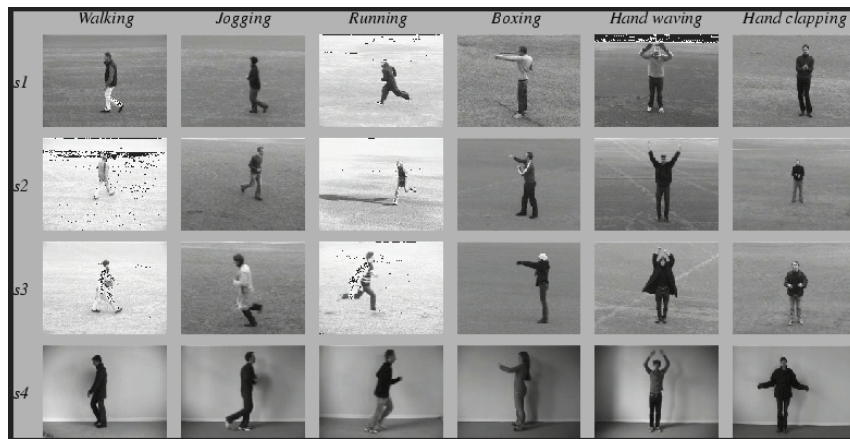 Walking Jogging Running Boxing Hand waving Hand clapping
s1
s2
s3
s4